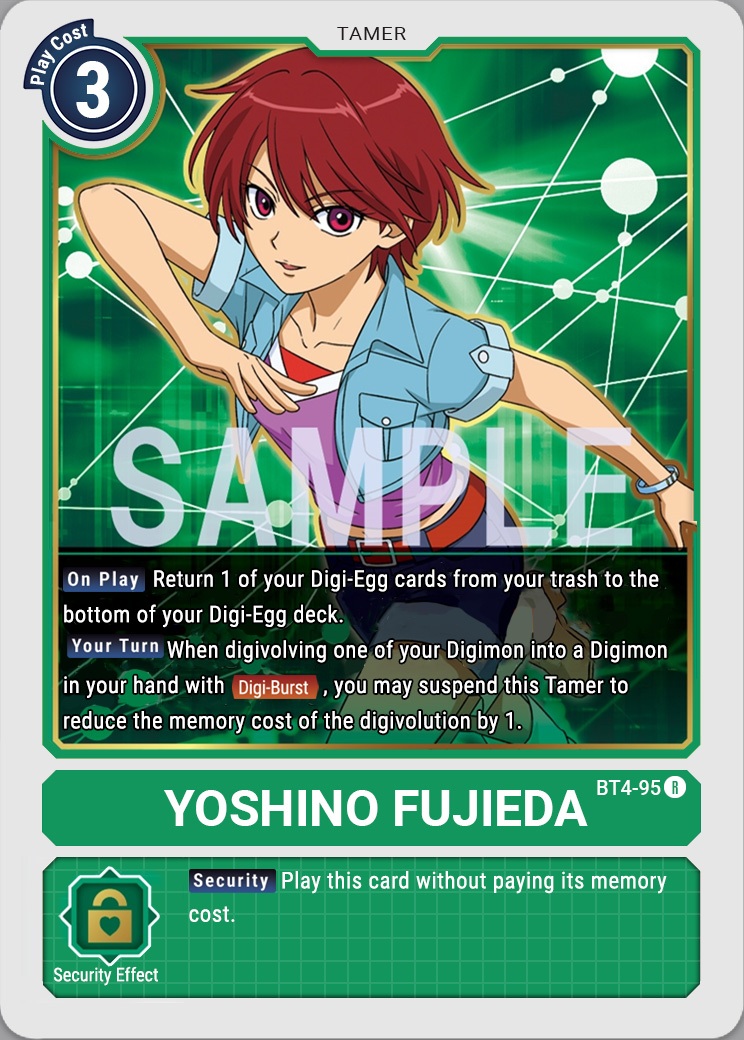 TAMER
Play Cost
3
SAMPLE
On Play Return 1 of your Digi-Egg cards from your trash to the
bottom of your Digi-Egg deck.
Your Turn When digivolving one of your Digimon into a Digimon
in your hand with Digi-Burst , you may suspend this Tamer to
reduce the memory cost of the digivolution by 1.
BT4-95 R
YOSHINO FUJIEDA
Security Play this card without paying its memory
cost.
Security Effect